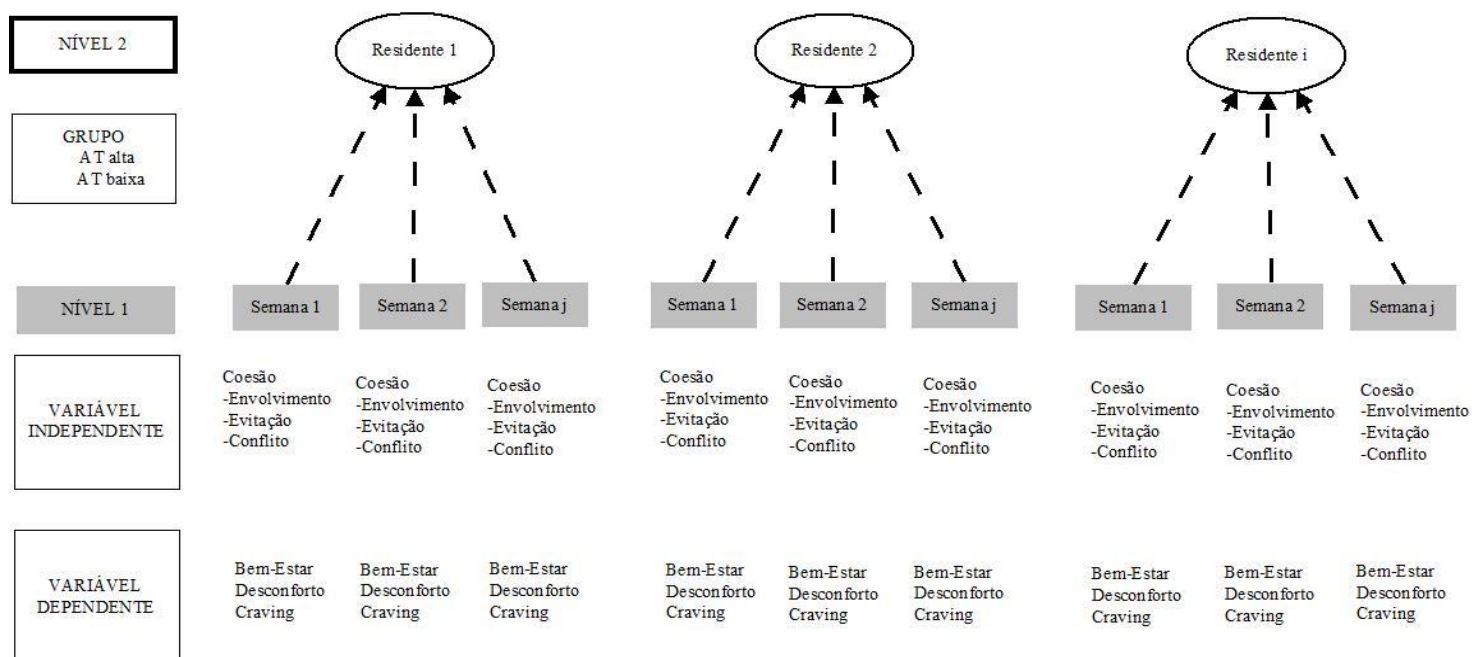 NÍVEL 2
Residente 1
Residente 2
Residente i
GRUPO
AT alta
AT baixa
NÍVEL 1
Semana 1
Semana 2
Semana j
Semana 1
Semana 2
Semana j
Semana 1
Semana 2
Semana j
VARIÁVEL
INDEPENDENTE
Coesão
-Envolvimento
-Evitação
-Conflito
Coesão
-Envolvimento
-Evitação
-Conflito
Coesão
-Envolvimento
-Evitação
-Conflito
Coesão
-Envolvimento
-Evitação
-Conflito
Coesão
-Envolvimento
-Evitação
-Conflito
Coesão
-Envolvimento
-Evitação
-Conflito
Coesão
-Envolvimento
-Evitação
-Conflito
Coesão
-Envolvimento
-Evitação
-Conflito
Coesão
-Envolvimento
-Evitação
-Conflito
VARIÁVEL
DEPENDENTE
Bem-Estar
Desconforto
Craving
Bem-Estar
Desconforto
Craving
Bem-Estar
Desconforto
Craving
Bem-Estar
Desconforto
Craving
Bem-Estar
Desconforto
Craving
Bem-Estar
Desconforto
Craving
Bem-Estar
Desconforto
Craving
Bem-Estar
Desconforto
Craving
Bem-Estar
Desconforto
Craving